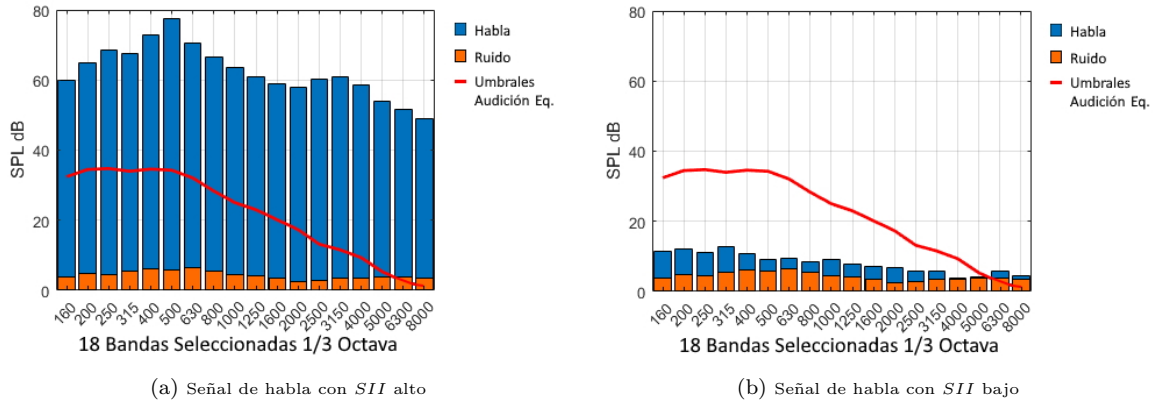 80
60
40
20
0
SPL dB
160 200 250 315 400 500 630 800 1000 1250 1600 2000 2500 3150 4000 5000 6300 8000
18 Bandas Seleccionadas 1/3 Octava
Habla
Ruido
Umbrales
Audición Eq.
(a) Señal de habla con SII alto
80
60
40
20
0
SPL dB
160 200 250 315 400 500 630 800 1000 1250 1600 2000 2500 3150 4000 5000 6300 8000
18 Bandas Seleccionadas 1/3 Octava
Habla
Ruido
Umbrales
Audición Eq.
(b) Señal de habla con SII bajo